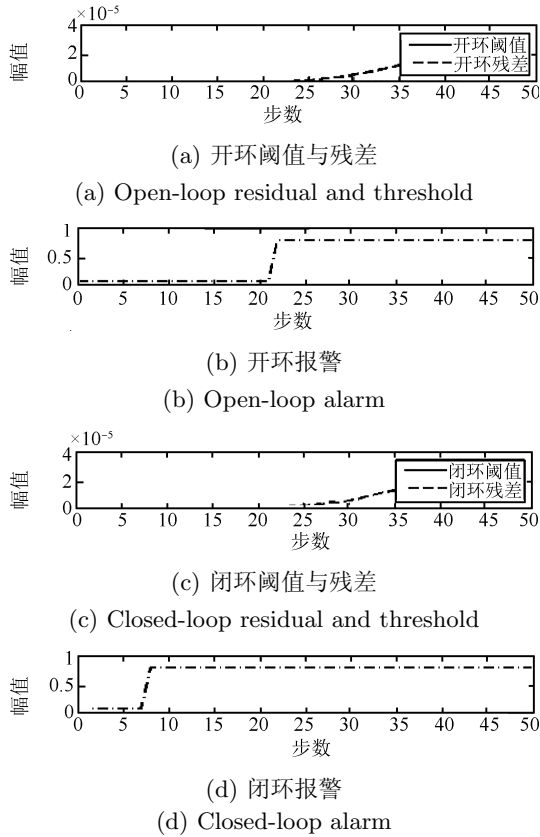 ×10⁻⁵
4
2
0
幅值
开环阈值
开环残差
0 5 10 15 20 25 30 35 40 45 50
步数
(a) 开环阈值与残差
(a) Open-loop residual and threshold
1
0.5
0
幅值
0 5 10 15 20 25 30 35 40 45 50
步数
(b) 开环报警
(b) Open-loop alarm
×10⁻⁵
4
2
0
幅值
闭环阈值
闭环残差
0 5 10 15 20 25 30 35 40 45 50
步数
(c) 闭环阈值与残差
(c) Closed-loop residual and threshold
1
0.5
0
幅值
0 5 10 15 20 25 30 35 40 45 50
步数
(d) 闭环报警
(d) Closed-loop alarm